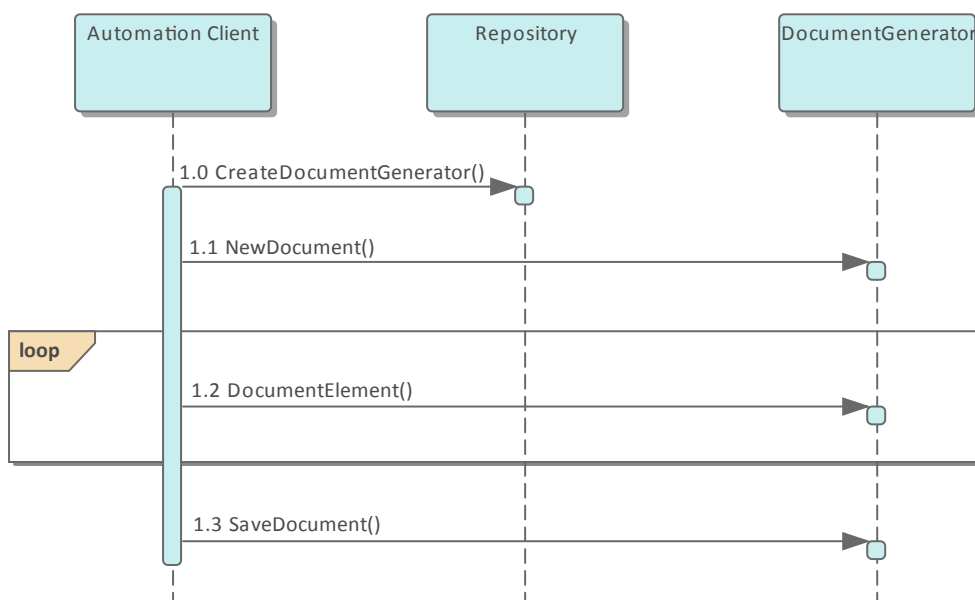 Automation Client
Repository
DocumentGenerator
1.0 CreateDocumentGenerator()
1.1 NewDocument()
loop
1.2 DocumentElement()
1.3 SaveDocument()